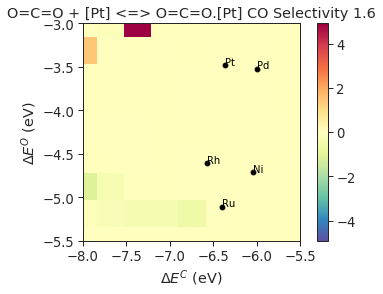 O=C=O + [Pt] <=> O=C=O.[Pt] CO Selectivity 1.6
−3.0
−3.5
−4.0
−4.5
−5.0
−5.5
ΔE^O (eV)
Pt
Pd
Rh
Ni
Ru
−8.0 −7.5 −7.0 −6.5 −6.0 −5.5
ΔE^C (eV)
4
2
0
−2
−4